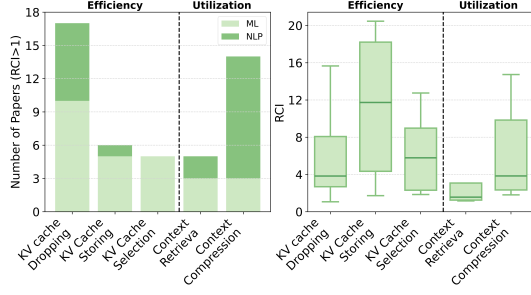 Efficiency
Utilization
Number of Papers (RCI>1)
18
15
12
9
6
3
0
ML
NLP
KV cache
Dropping
KV Cache
Storing
KV Cache
Selection
Context
Retrieva
Context
Compression
Efficiency
Utilization
RCI
20
16
12
8
4
0
KV cache
Dropping
KV Cache
Storing
KV Cache
Selection
Context
Retrieva
Context
Compression